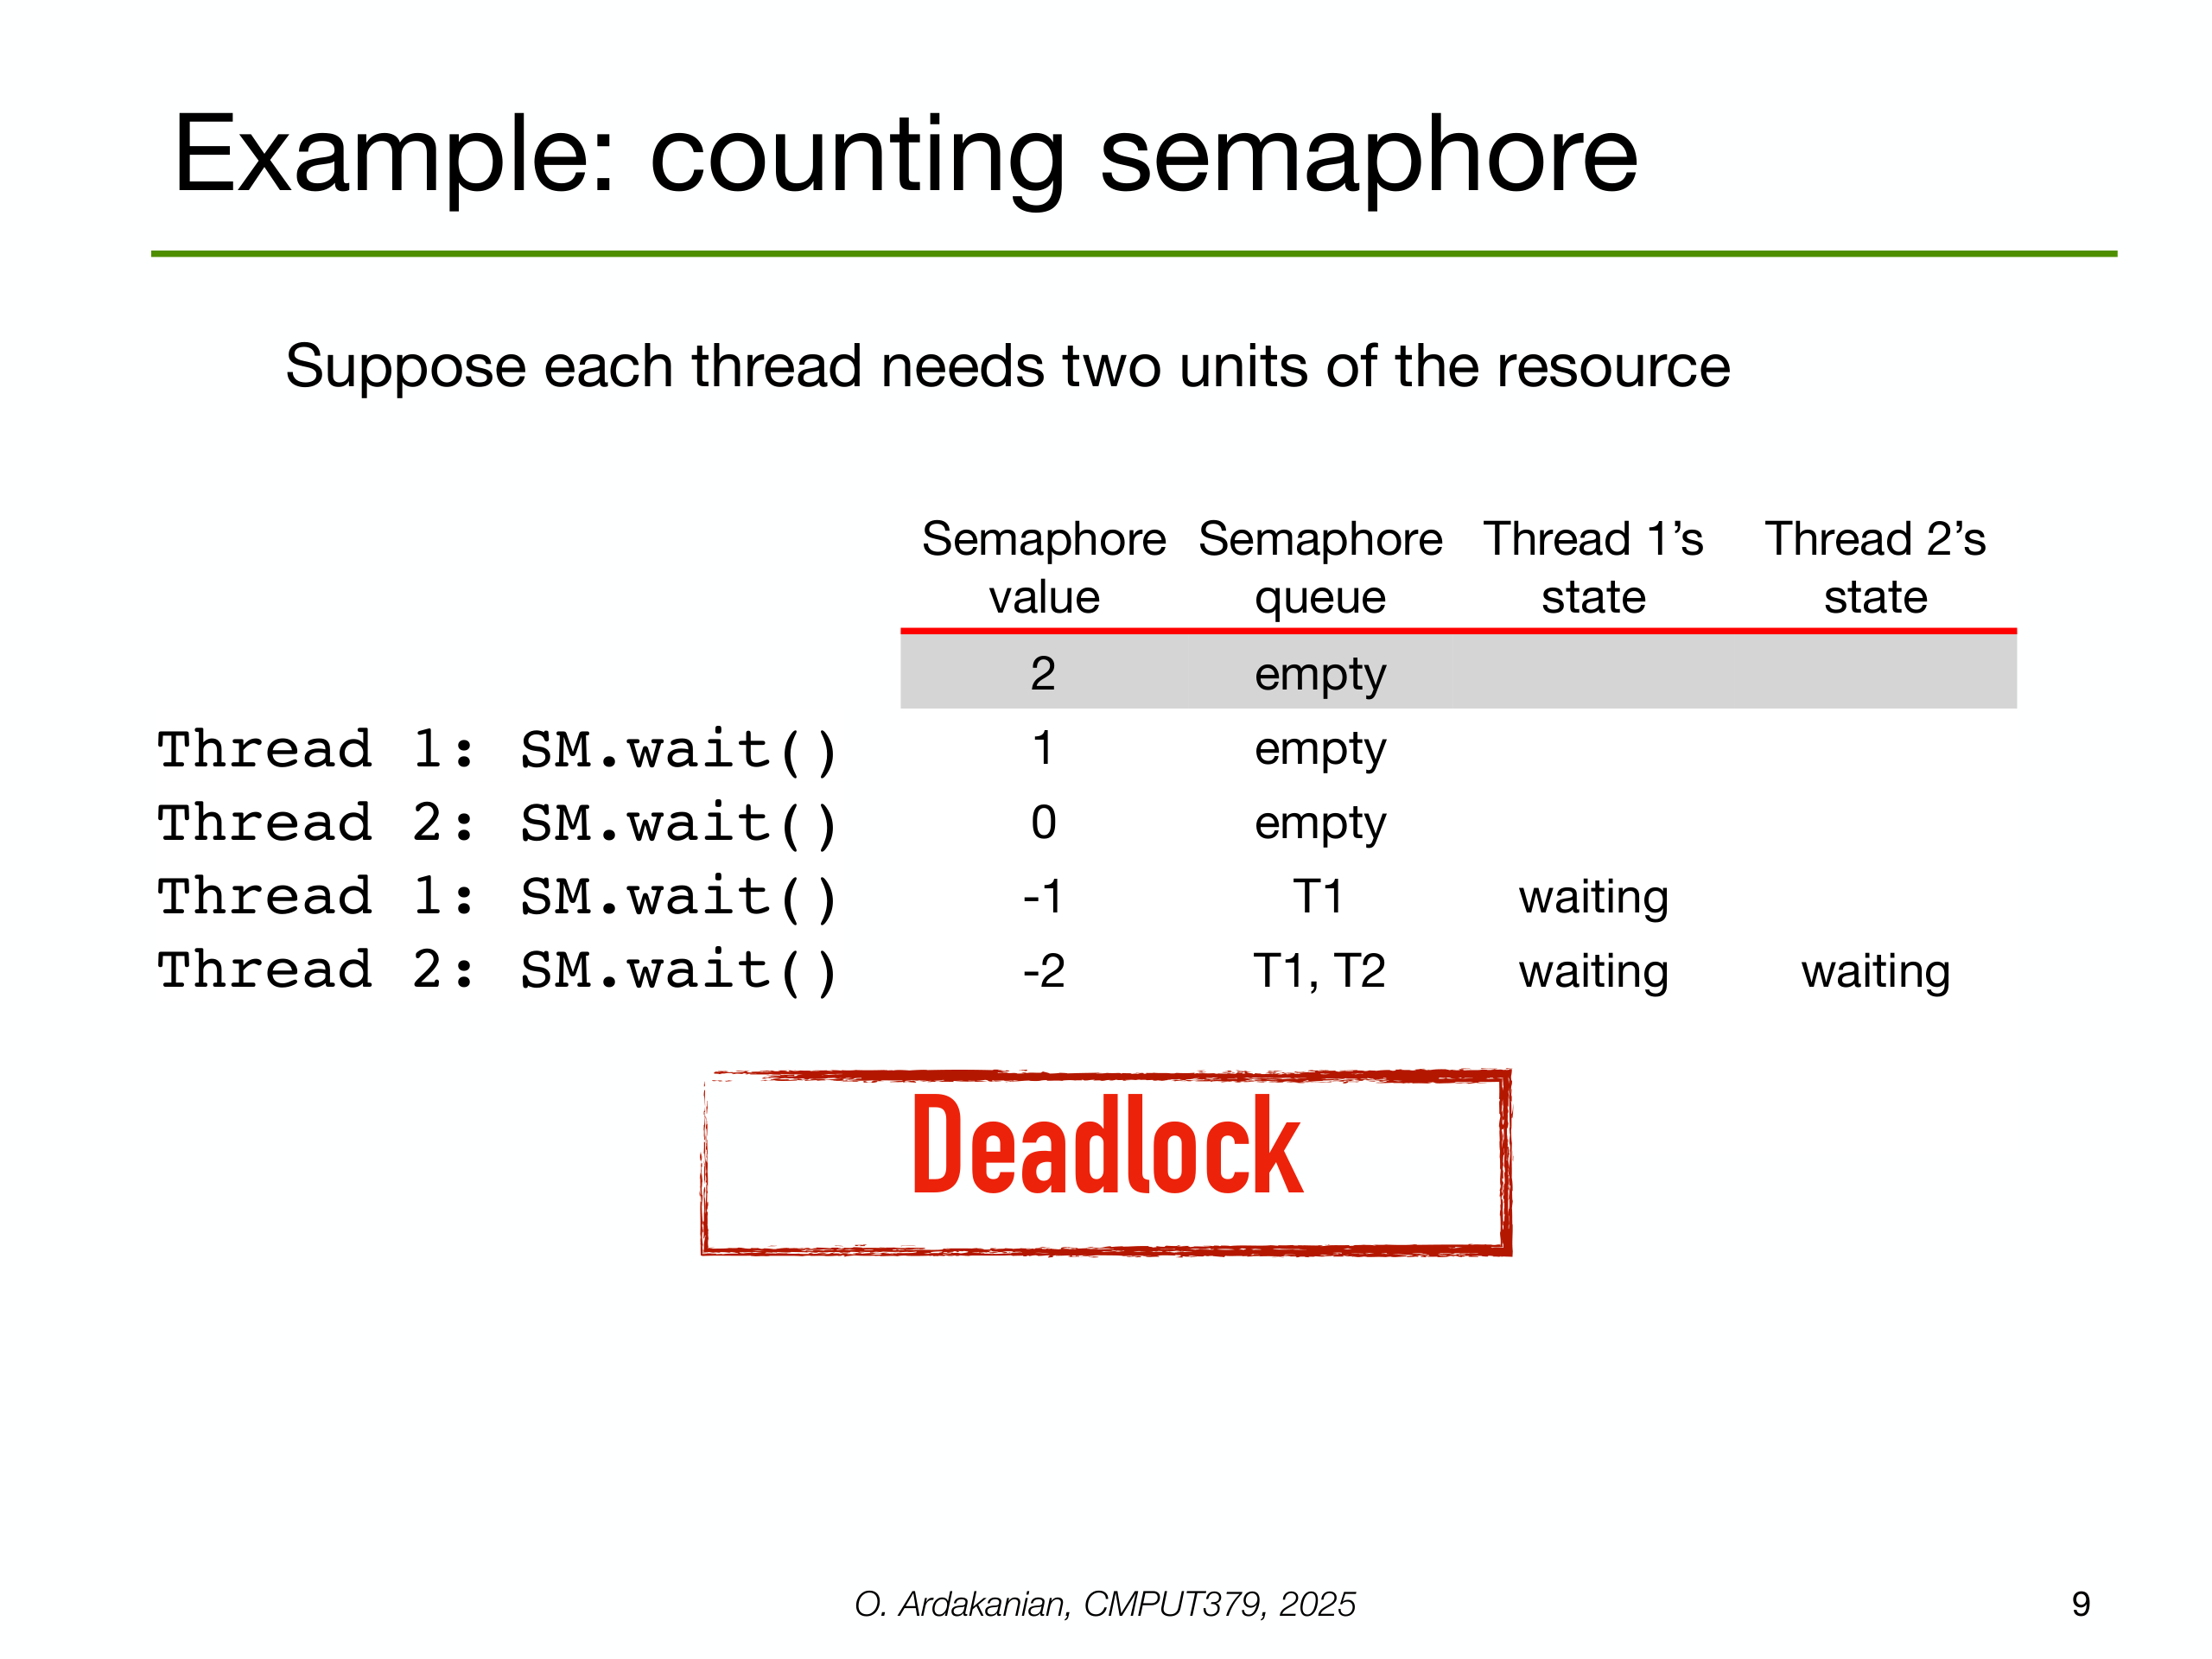 Example: counting semaphore
Suppose each thread needs two units of the resource
Semaphore value Semaphore queue Thread 1’s state Thread 2’s state
2 empty
Thread 1: SM.wait() 1 empty
Thread 2: SM.wait() 0 empty
Thread 1: SM.wait() -1 T1 waiting
Thread 2: SM.wait() -2 T1, T2 waiting waiting
Deadlock
O. Ardakanian, CMPUT379, 2025
9